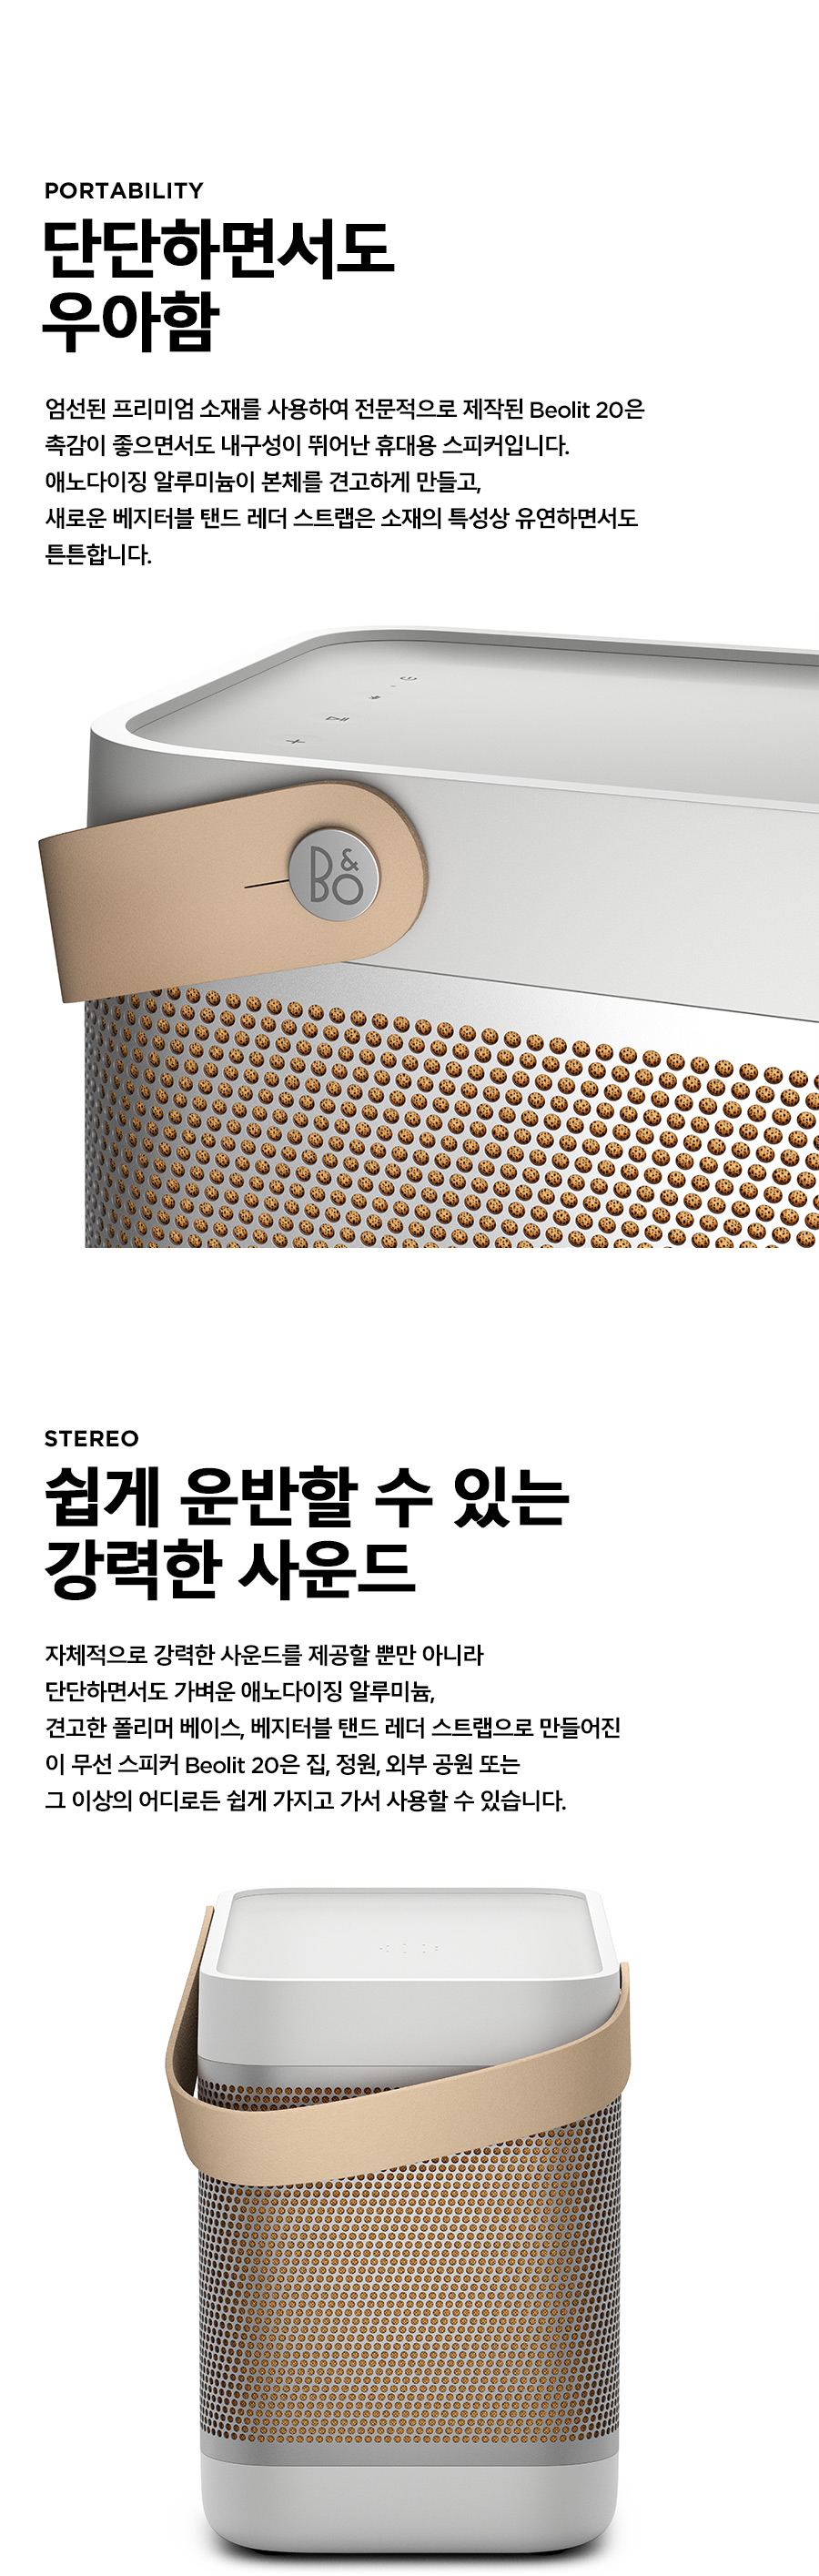 PORTABILITY
단단하면서도
우아함
엄선된 프리미엄 소재를 사용하여 전문적으로 제작된 Beolit 20은
촉감이 좋으면서도 내구성이 뛰어난 휴대용 스피커입니다.
애노다이징 알루미늄이 본체를 견고하게 만들고,
새로운 베지터블 탠드 레더 스트랩은 소재의 특성상 유연하면서도
튼튼합니다.
B&O
STEREO
쉽게 운반할 수 있는
강력한 사운드
자체적으로 강력한 사운드를 제공할 뿐만 아니라
단단하면서도 가벼운 애노다이징 알루미늄,
견고한 폴리머 베이스, 베지터블 탠드 레더 스트랩으로 만들어진
이 무선 스피커 Beolit 20은 집, 정원, 외부 공원 또는
그 이상의 어디로든 쉽게 가지고 가서 사용할 수 있습니다.